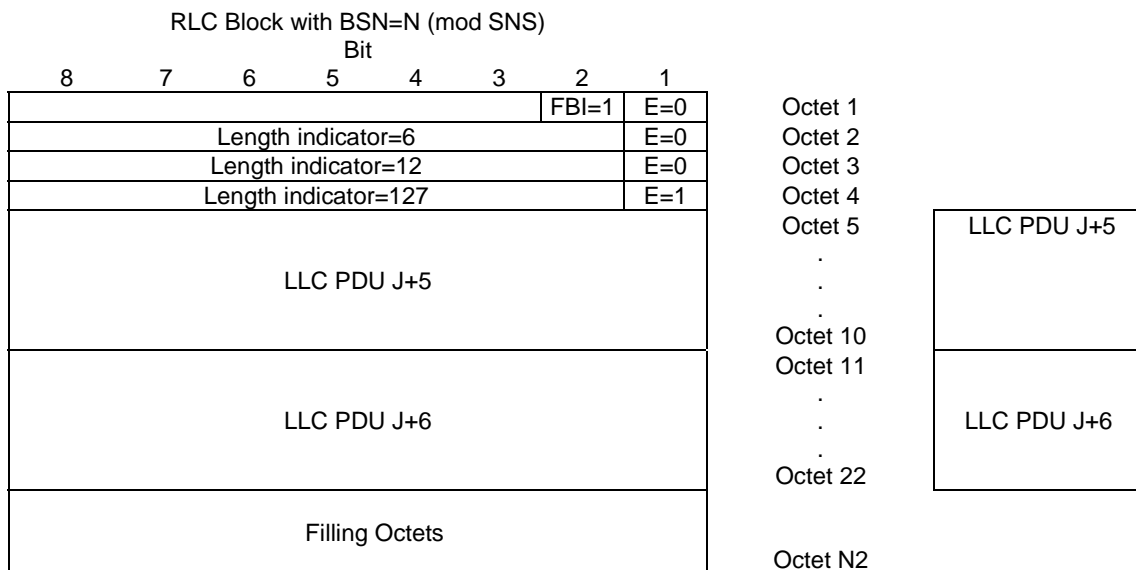 RLC Block with BSN=N (mod SNS)
Bit
8 7 6 5 4 3 2 1
FBI=1 E=0 Octet 1
Length indicator=6 E=0 Octet 2
Length indicator=12 E=0 Octet 3
Length indicator=127 E=1 Octet 4
Octet 5 LLC PDU J+5
.
LLC PDU J+5 .
.
Octet 10
Octet 11
.
LLC PDU J+6 . LLC PDU J+6
.
Octet 22
Filling Octets
Octet N2